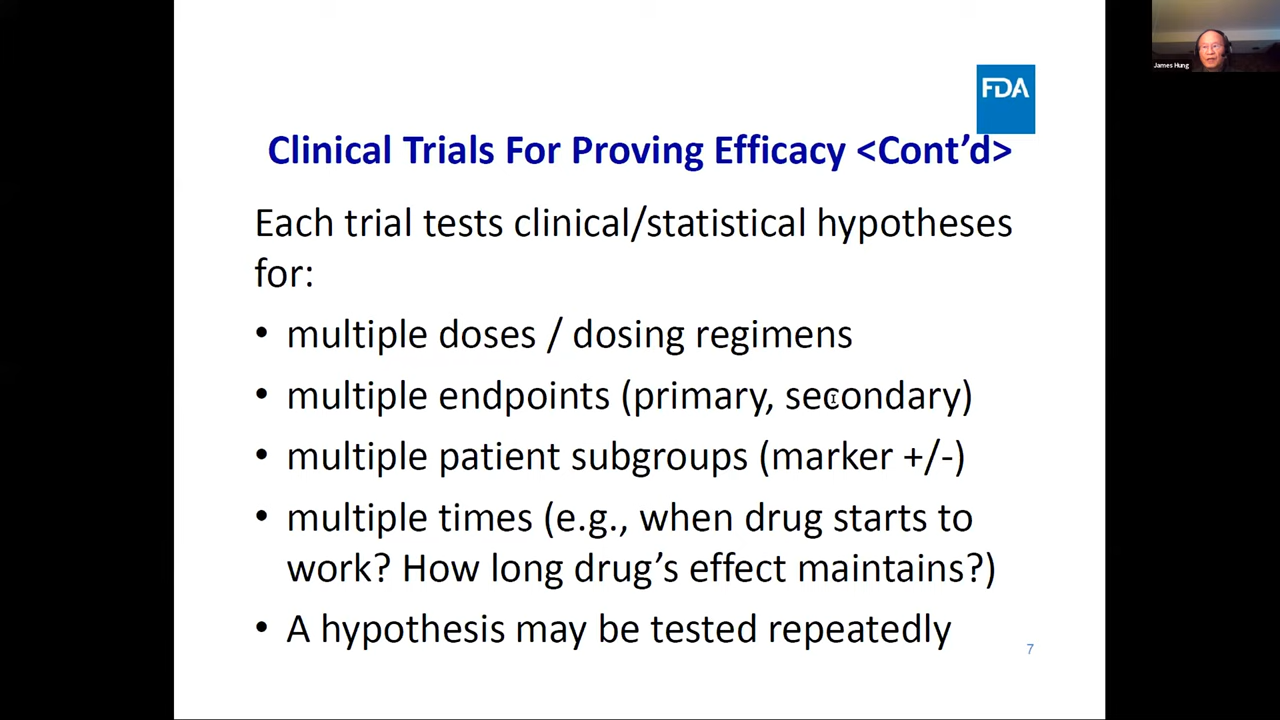 James Hung
FDA
Clinical Trials For Proving Efficacy <Cont’d>
Each trial tests clinical/statistical hypotheses
for:
• multiple doses / dosing regimens
• multiple endpoints (primary, secondary)
• multiple patient subgroups (marker +/-)
• multiple times (e.g., when drug starts to
work? How long drug’s effect maintains?)
• A hypothesis may be tested repeatedly
7